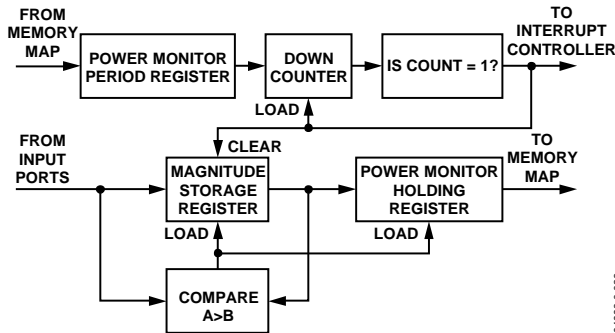 FROM
MEMORY
MAP
POWER MONITOR
PERIOD REGISTER
DOWN
COUNTER
IS COUNT = 1?
TO
INTERRUPT
CONTROLLER
LOAD
FROM
INPUT
PORTS
CLEAR
MAGNITUDE
STORAGE
REGISTER
POWER MONITOR
HOLDING
REGISTER
TO
MEMORY
MAP
LOAD
LOAD
COMPARE
A>B